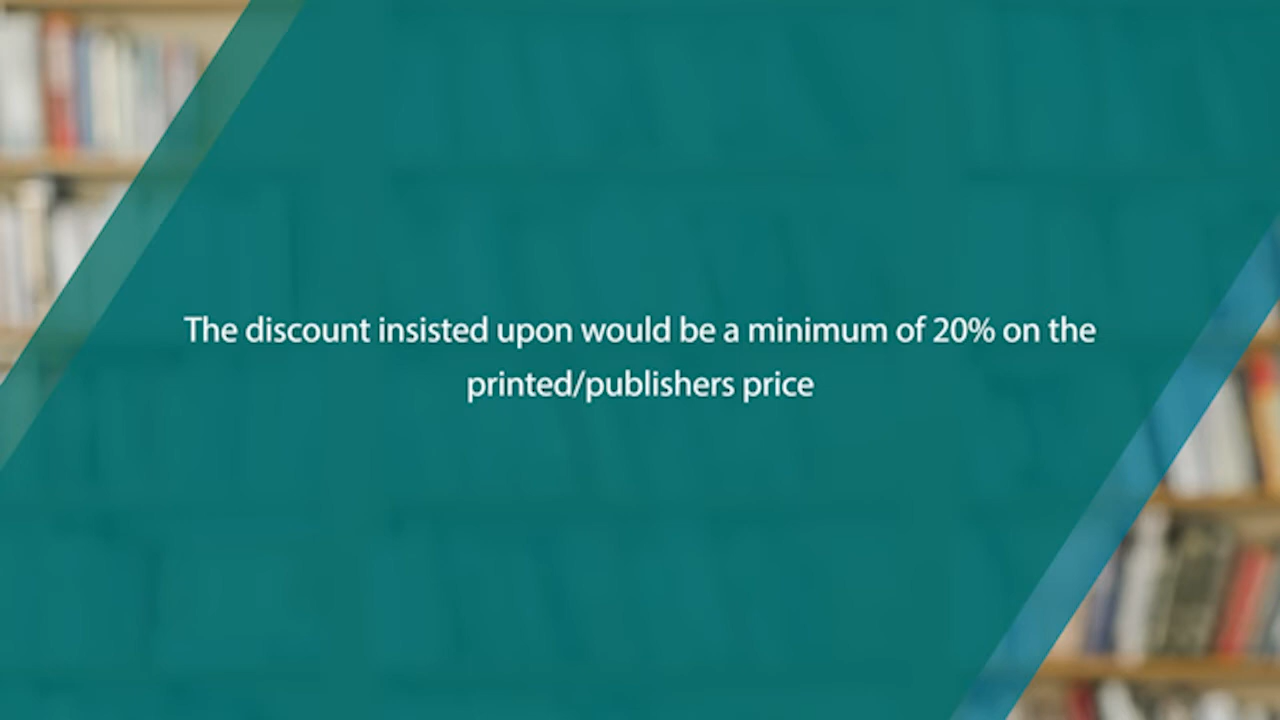 The discount insisted upon would be a minimum of 20% on the
printed/publishers price